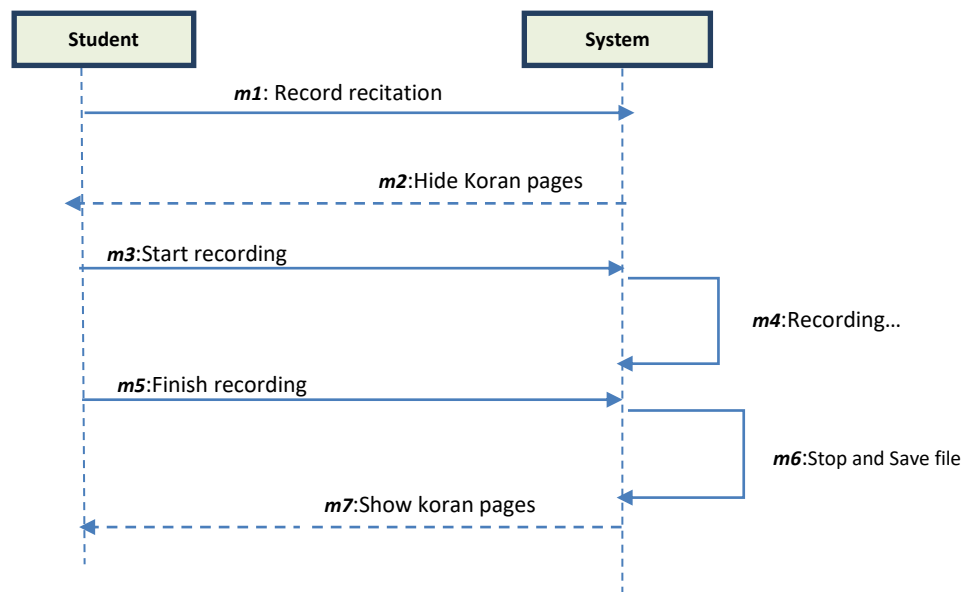 Student
System
m1: Record recitation
m2:Hide Koran pages
m3:Start recording
m4:Recording...
m5:Finish recording
m6:Stop and Save file
m7:Show koran pages